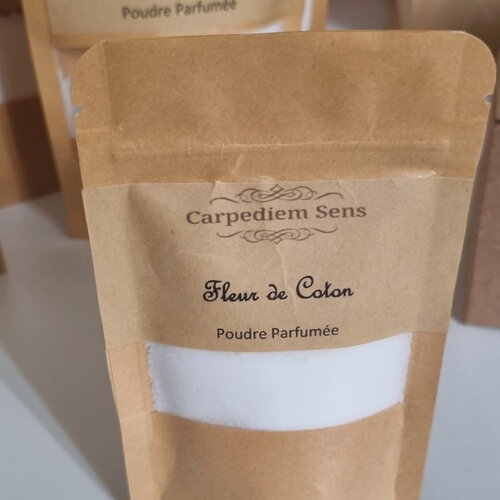 Poudre Parfumée
Carpediem Sens
Fleur de Coton
Poudre Parfumée